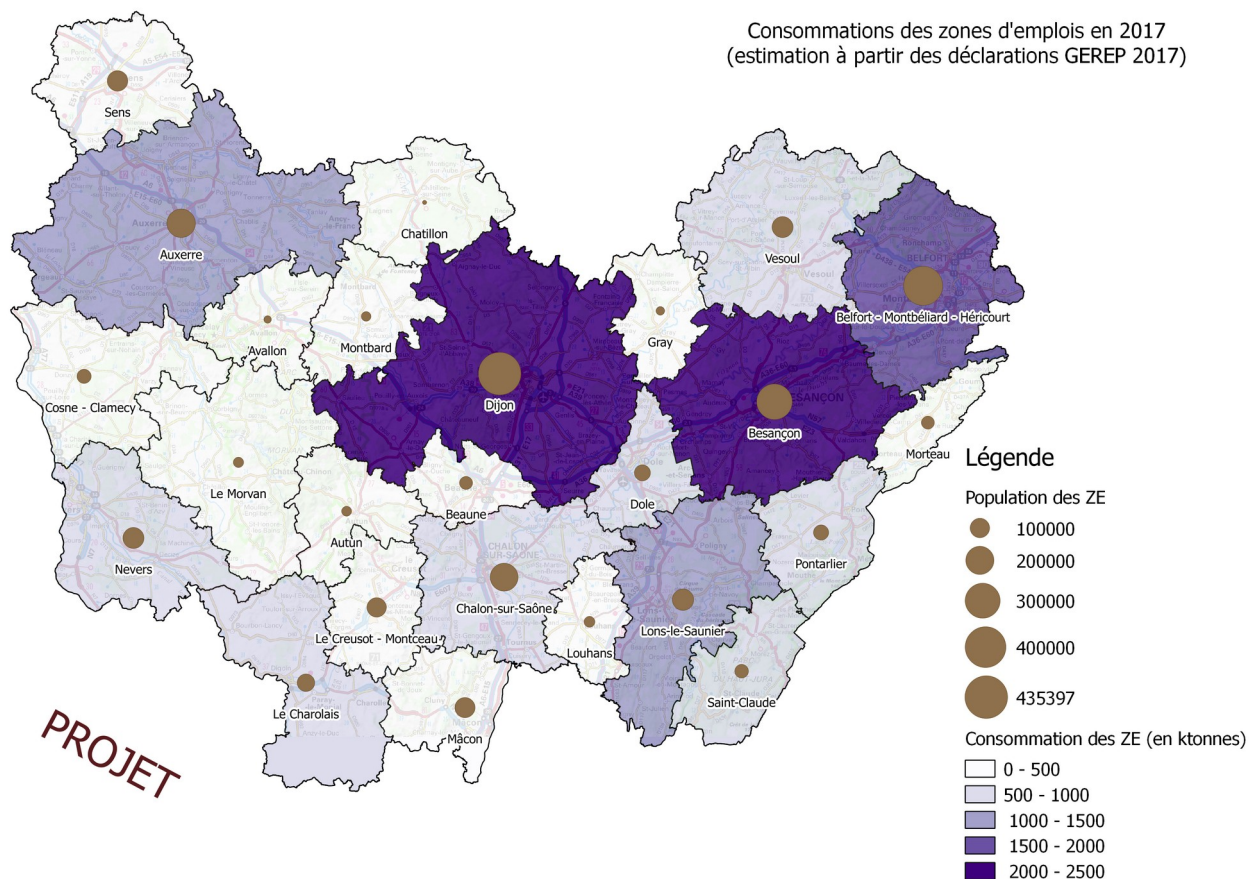 Consommations des zones d'emplois en 2017
(estimation à partir des déclarations GEREP 2017)
Sens
Auxerre
Chatillon
Vesoul
Belfort - Montbéliard - Héricourt
Avallon
Montbard
Gray
Cosne - Clamecy
Dijon
Besançon
Morteau
Le Morvan
Beaune
Dole
Autun
Pontarlier
Nevers
Chalon-sur-Saône
Lons-le-Saunier
Le Creusot - Montceau
Louhans
Saint-Claude
Le Charolais
Mâcon
PROJET
Légende
Population des ZE
100000
200000
300000
400000
435397
Consommation des ZE (en ktonnes)
0 - 500
500 - 1000
1000 - 1500
1500 - 2000
2000 - 2500